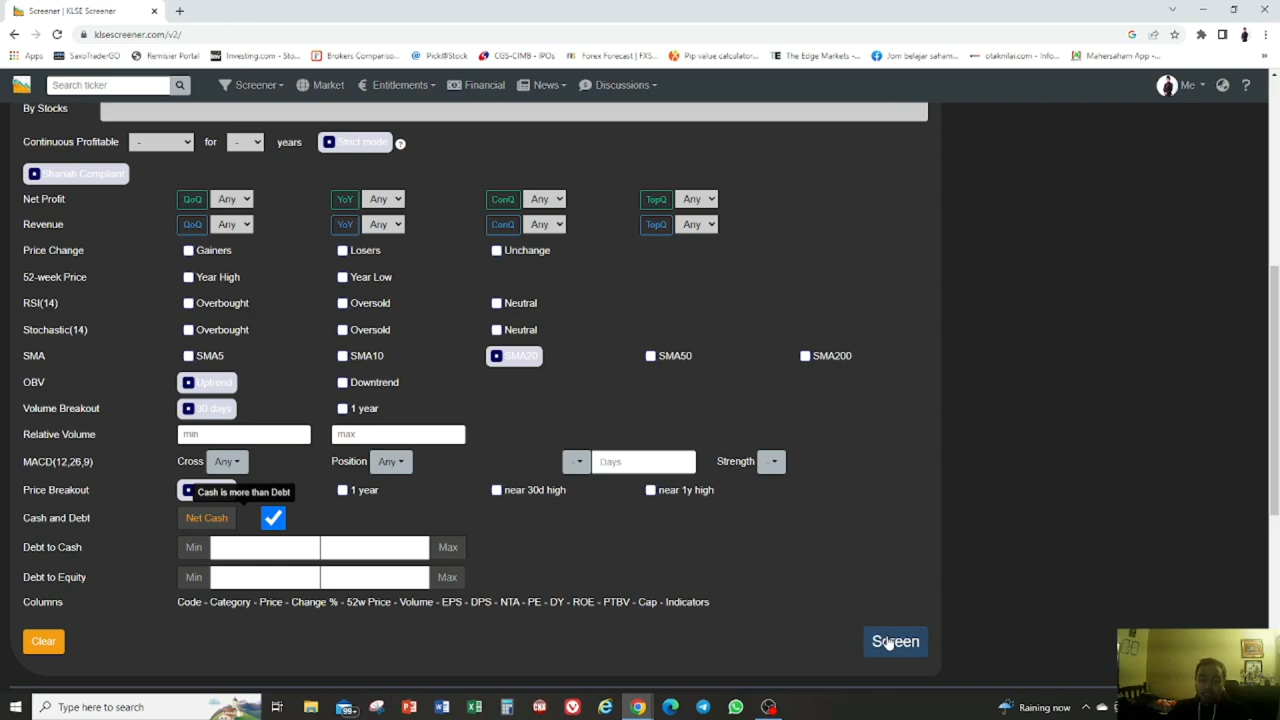 Screener | KLSE Screener
klsescreener.com/v2/
Apps SaxoTraderGO Remisier Portal Investing.com - Sto... Brokers Compariso... Pick@Stock CGS-CIMB - IPOs Forex Forecast | FXS... Pip value calculator... The Edge Markets -... Jom belajar saham... otaknilai.com - Info... Mahersaham App -...
Search ticker Screener Market Entitlements Financial News Discussions Me ?
By Stocks
Continuous Profitable - for - years Strict mode ?
Shariah Compliant
Net Profit QoQ Any YoY Any ConQ Any TopQ Any
Revenue QoQ Any YoY Any ConQ Any TopQ Any
Price Change Gainers Losers Unchange
52-week Price Year High Year Low
RSI(14) Overbought Oversold Neutral
Stochastic(14) Overbought Oversold Neutral
SMA SMA5 SMA10 SMA20 SMA50 SMA200
OBV Uptrend Downtrend
Volume Breakout 30 days 1 year
Relative Volume min max
MACD(12,26,9) Cross Any Position Any - Days Strength -
Price Breakout Cash is more than Debt 1 year near 30d high near 1y high
Cash and Debt Net Cash
Debt to Cash Min Max
Debt to Equity Min Max
Columns Code - Category - Price - Change % - 52w Price - Volume - EPS - DPS - NTA - PE - DY - ROE - PTBV - Cap - Indicators
Clear Screen
Type here to search 99+ Raining now